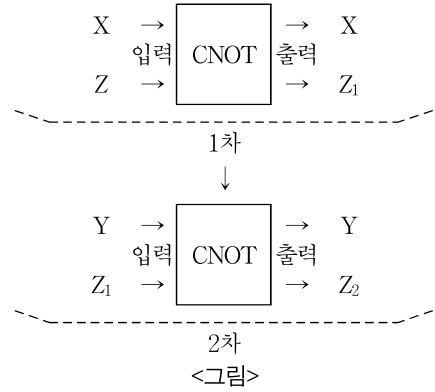 X → CNOT → X
입력 출력
Z → → Z₁
1차
↓
Y → → Y
입력 CNOT 출력
Z₁ → → Z₂
2차
<그림>